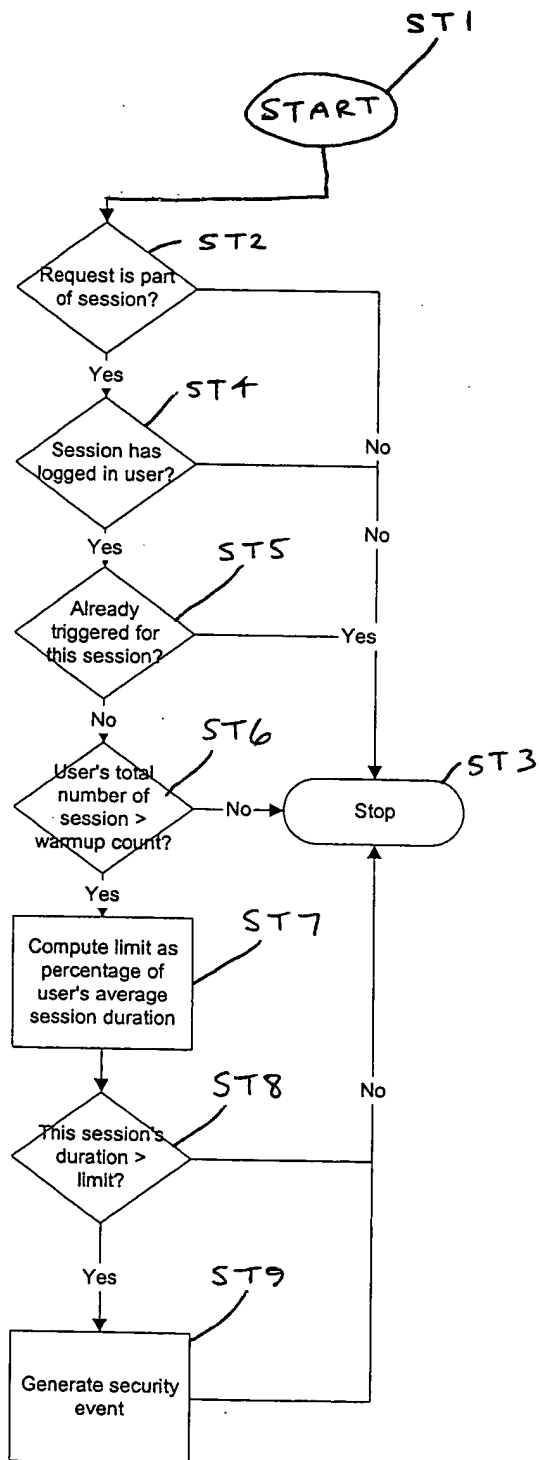 ST1
START
ST2
Request is part
of session?
Yes
No
ST4
Session has
logged in user?
No
Yes
ST5
Already
triggered for
this session?
Yes
No
ST6
User's total
number of
session >
warmup count?
No
Stop
ST3
Yes
ST7
Compute limit as
percentage of
user's average
session duration
ST8
This session's
duration >
limit?
No
Yes
ST9
Generate security
event